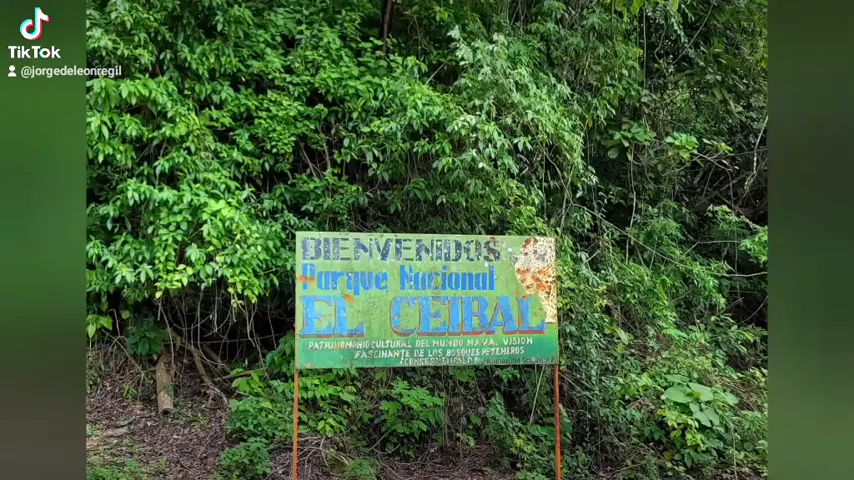 TikTok
@jorgedeleonregil
BIENVENIDOS
Parque Nacional
EL CEIBAL
PATRIMONIO CULTURAL DEL MUNDO MAYA, VISION
FASCINANTE DE LOS BOSQUES PETENEROS